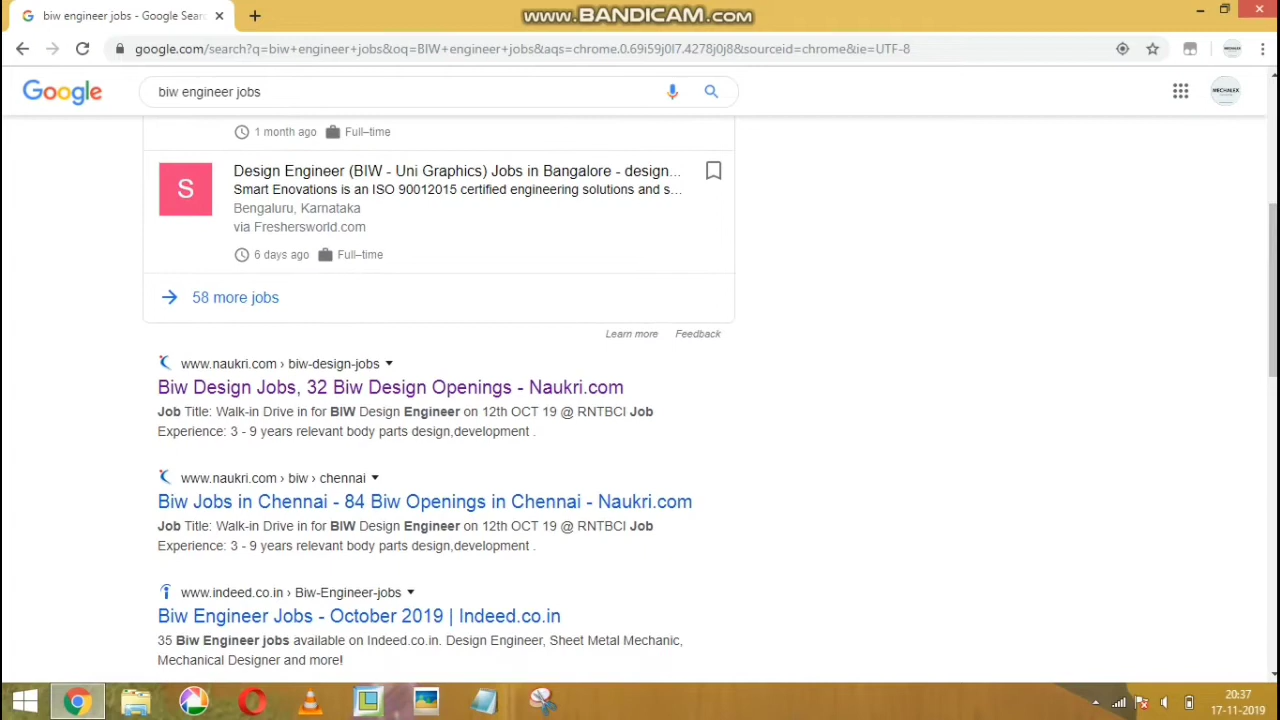 biw engineer jobs - Google Sear
www.BANDICAM.com
google.com/search?q=biw+engineer+jobs&oq=BIW+engineer+jobs&aqs=chrome.0.69i59j0l7.4278j0j8&sourceid=chrome&ie=UTF-8
Google
biw engineer jobs
MECHALEX
1 month ago Full–time
S
Design Engineer (BIW - Uni Graphics) Jobs in Bangalore - design...
Smart Enovations is an ISO 90012015 certified engineering solutions and s...
Bengaluru, Karnataka
via Freshersworld.com
6 days ago Full–time
58 more jobs
Learn more Feedback
www.naukri.com › biw-design-jobs
Biw Design Jobs, 32 Biw Design Openings - Naukri.com
Job Title: Walk-in Drive in for BIW Design Engineer on 12th OCT 19 @ RNTBCI Job
Experience: 3 - 9 years relevant body parts design,development .
www.naukri.com › biw › chennai
Biw Jobs in Chennai - 84 Biw Openings in Chennai - Naukri.com
Job Title: Walk-in Drive in for BIW Design Engineer on 12th OCT 19 @ RNTBCI Job
Experience: 3 - 9 years relevant body parts design,development .
www.indeed.co.in › Biw-Engineer-jobs
Biw Engineer Jobs - October 2019 | Indeed.co.in
35 Biw Engineer jobs available on Indeed.co.in. Design Engineer, Sheet Metal Mechanic,
Mechanical Designer and more!
20:37
17-11-2019